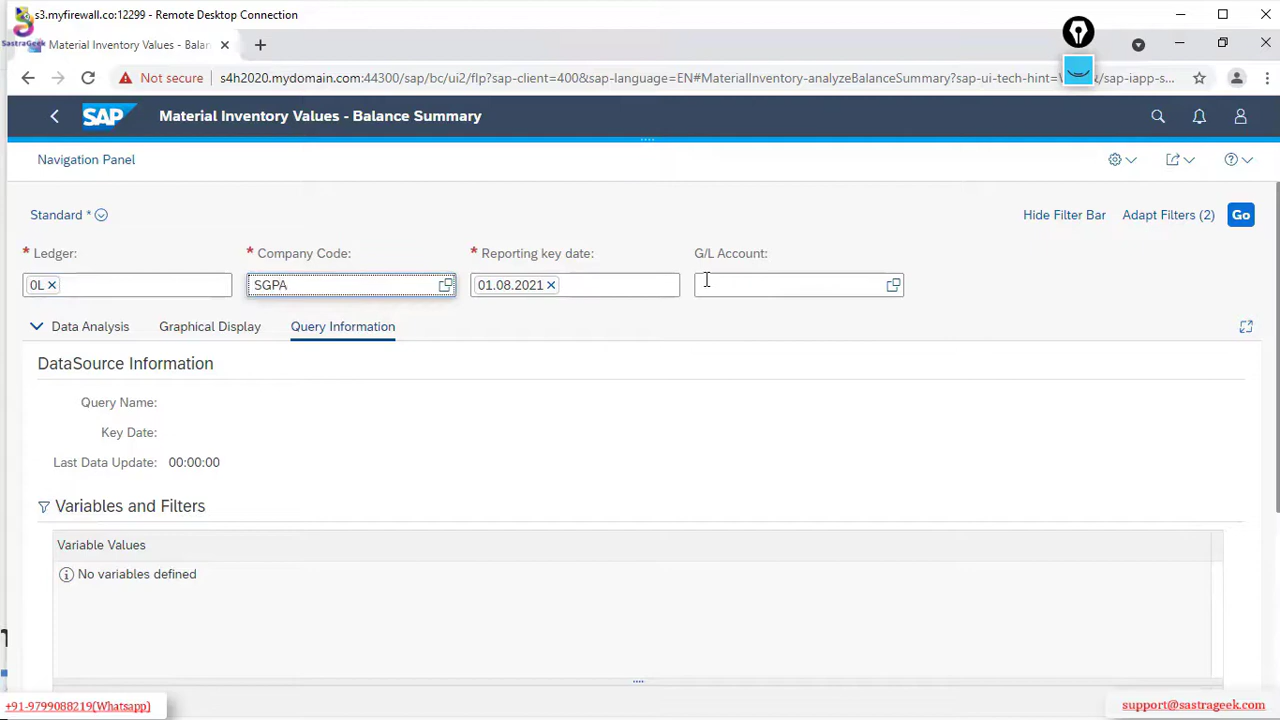 s3.myfirewall.co:12299 - Remote Desktop Connection
SastraGeek
Material Inventory Values - Balan
Not secure
s4h2020.mydomain.com:44300/sap/bc/ui2/flp?sap-client=400&sap-language=EN#MaterialInventory-analyzeBalanceSummary?sap-ui-tech-hint=W
&/sap-iapp-s...
SAP
Material Inventory Values - Balance Summary
Navigation Panel
Standard *
Hide Filter Bar
Adapt Filters (2)
Go
* Ledger:
* Company Code:
* Reporting key date:
G/L Account:
0L
SGPA
01.08.2021
Data Analysis
Graphical Display
Query Information
DataSource Information
Query Name:
Key Date:
Last Data Update: 00:00:00
Variables and Filters
Variable Values
No variables defined
+91-9799088219(Whatsapp)
support@sastrageek.com